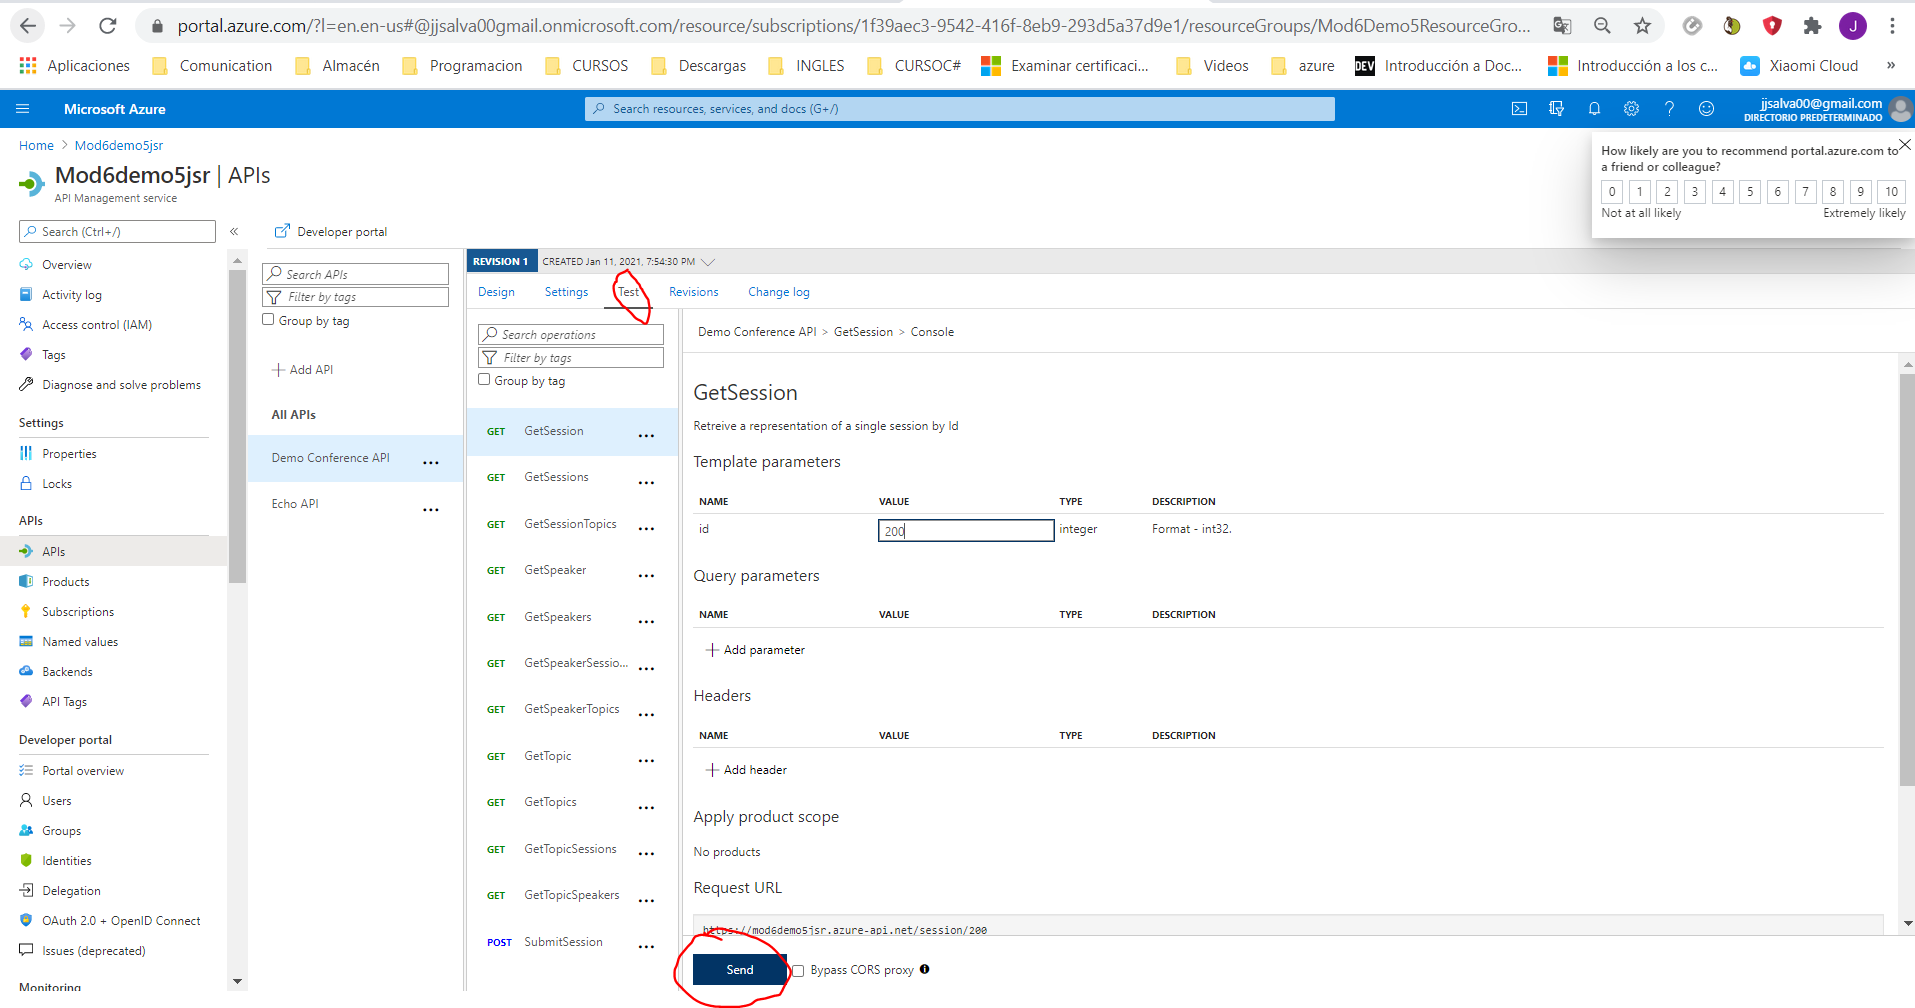 portal.azure.com/?l=en.en-us#@jjsalva00gmail.onmicrosoft.com/resource/subscriptions/1f39aec3-9542-416f-8eb9-293d5a37d9e1/resourceGroups/Mod6Demo5ResourceGro...
J
Aplicaciones Comunication Almacén Programacion CURSOS Descargas INGLES CURSOC# Examinar certificaci... Videos azure DEV Introducción a Doc... Introducción a los c... Xiaomi Cloud »
Microsoft Azure
Search resources, services, and docs (G+/)
jjsalva00@gmail.com
DIRECTORIO PREDETERMINADO
Home > Mod6demo5jsr
Mod6demo5jsr | APIs
API Management service
How likely are you to recommend portal.azure.com to
a friend or colleague?
0 1 2 3 4 5 6 7 8 9 10
Not at all likely Extremely likely
Search (Ctrl+/) «
Overview
Activity log
Access control (IAM)
Tags
Diagnose and solve problems
Settings
Properties
Locks
APIs
APIs
Products
Subscriptions
Named values
Backends
API Tags
Developer portal
Portal overview
Users
Groups
Identities
Delegation
OAuth 2.0 + OpenID Connect
Issues (deprecated)
Monitoring
Developer portal
Search APIs
Filter by tags
Group by tag
+ Add API
All APIs
Demo Conference API ...
Echo API ...
REVISION 1 CREATED Jan 11, 2021, 7:54:30 PM
Design Settings Test Revisions Change log
Search operations
Filter by tags
Group by tag
GET GetSession ...
GET GetSessions ...
GET GetSessionTopics ...
GET GetSpeaker ...
GET GetSpeakers ...
GET GetSpeakerSessio... ...
GET GetSpeakerTopics ...
GET GetTopic ...
GET GetTopics ...
GET GetTopicSessions ...
GET GetTopicSpeakers ...
POST SubmitSession ...
Demo Conference API > GetSession > Console
GetSession
Retreive a representation of a single session by Id
Template parameters
NAME VALUE TYPE DESCRIPTION
id 200 integer Format - int32.
Query parameters
NAME VALUE TYPE DESCRIPTION
+ Add parameter
Headers
NAME VALUE TYPE DESCRIPTION
+ Add header
Apply product scope
No products
Request URL
https://mod6demo5jsr.azure-api.net/session/200
Send Bypass CORS proxy